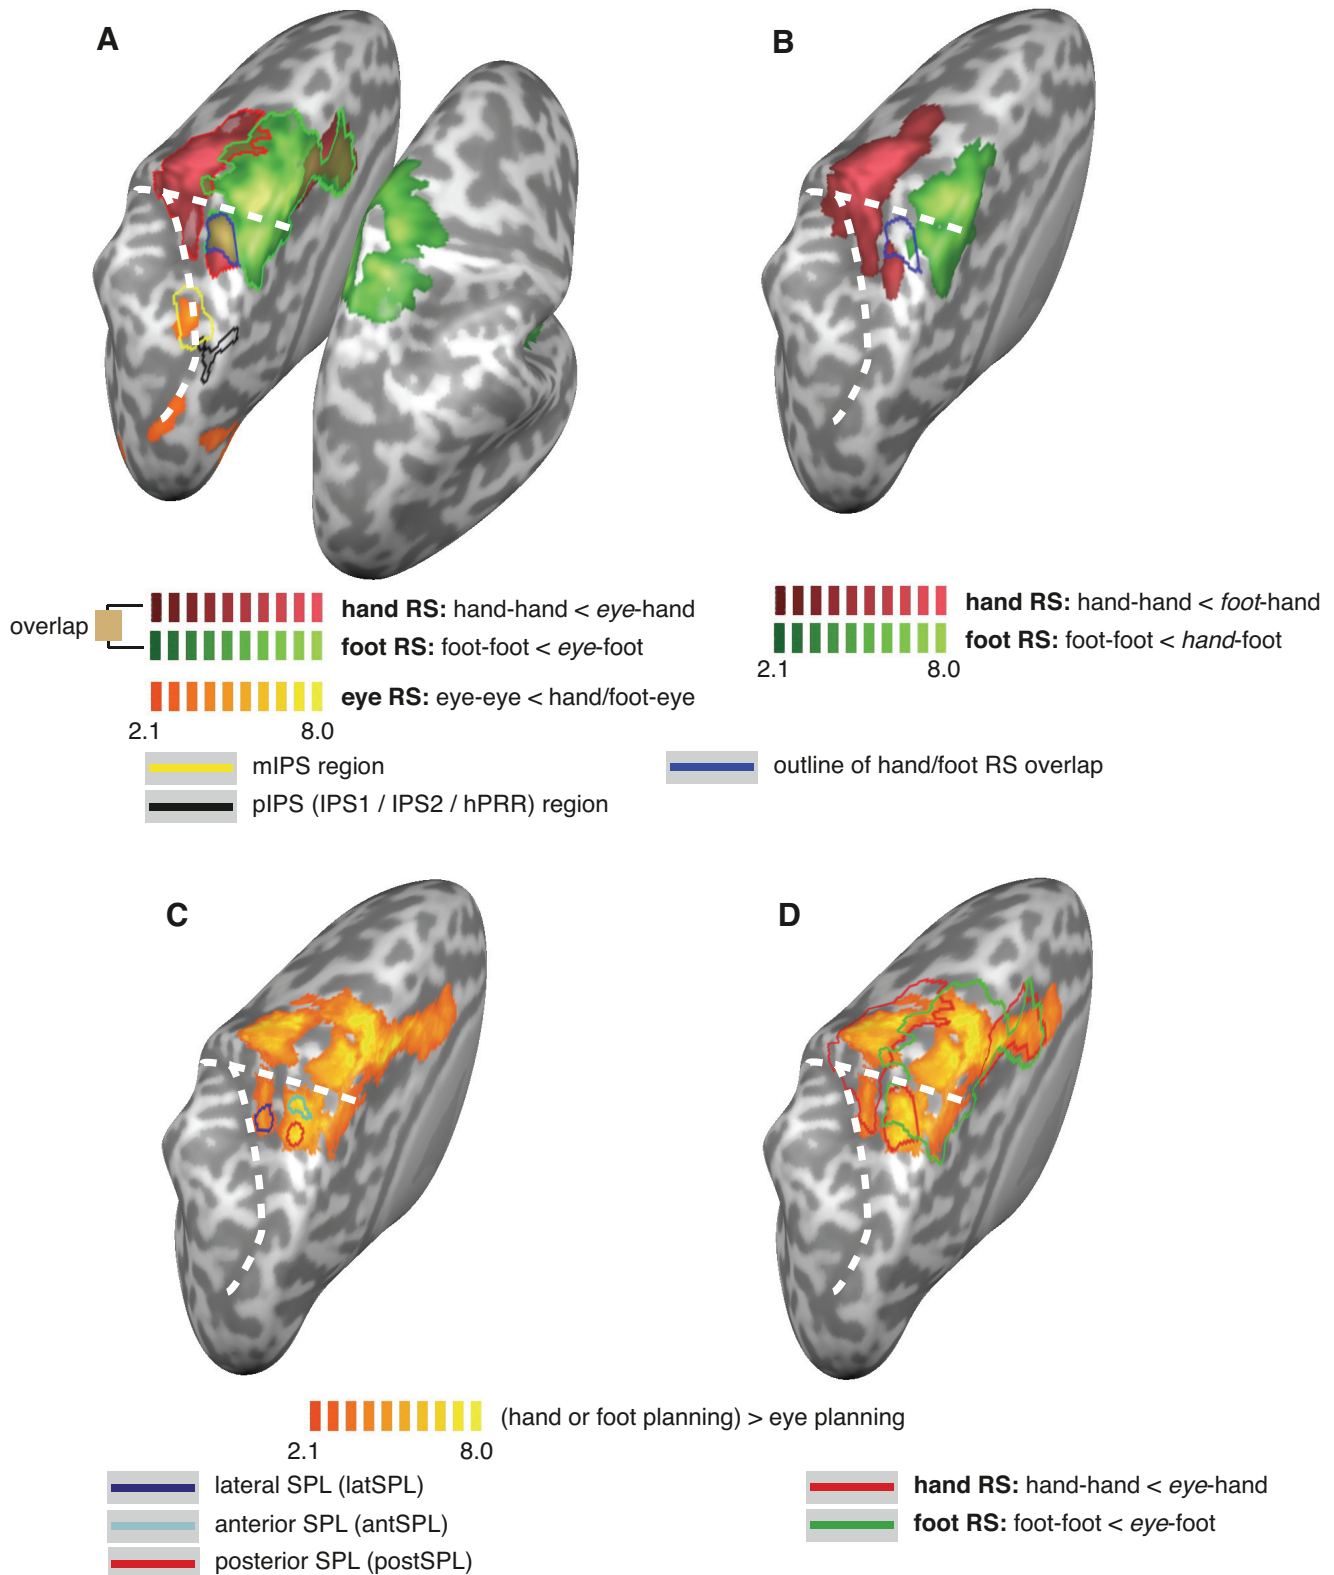 A
B
overlap
hand RS: hand-hand < eye-hand
foot RS: foot-foot < eye-foot
eye RS: eye-eye < hand/foot-eye
2.1 8.0
mIPS region
pIPS (IPS1 / IPS2 / hPRR) region
hand RS: hand-hand < foot-hand
foot RS: foot-foot < hand-foot
2.1 8.0
outline of hand/foot RS overlap
C
D
(hand or foot planning) > eye planning
2.1 8.0
lateral SPL (latSPL)
anterior SPL (antSPL)
posterior SPL (postSPL)
hand RS: hand-hand < eye-hand
foot RS: foot-foot < eye-foot